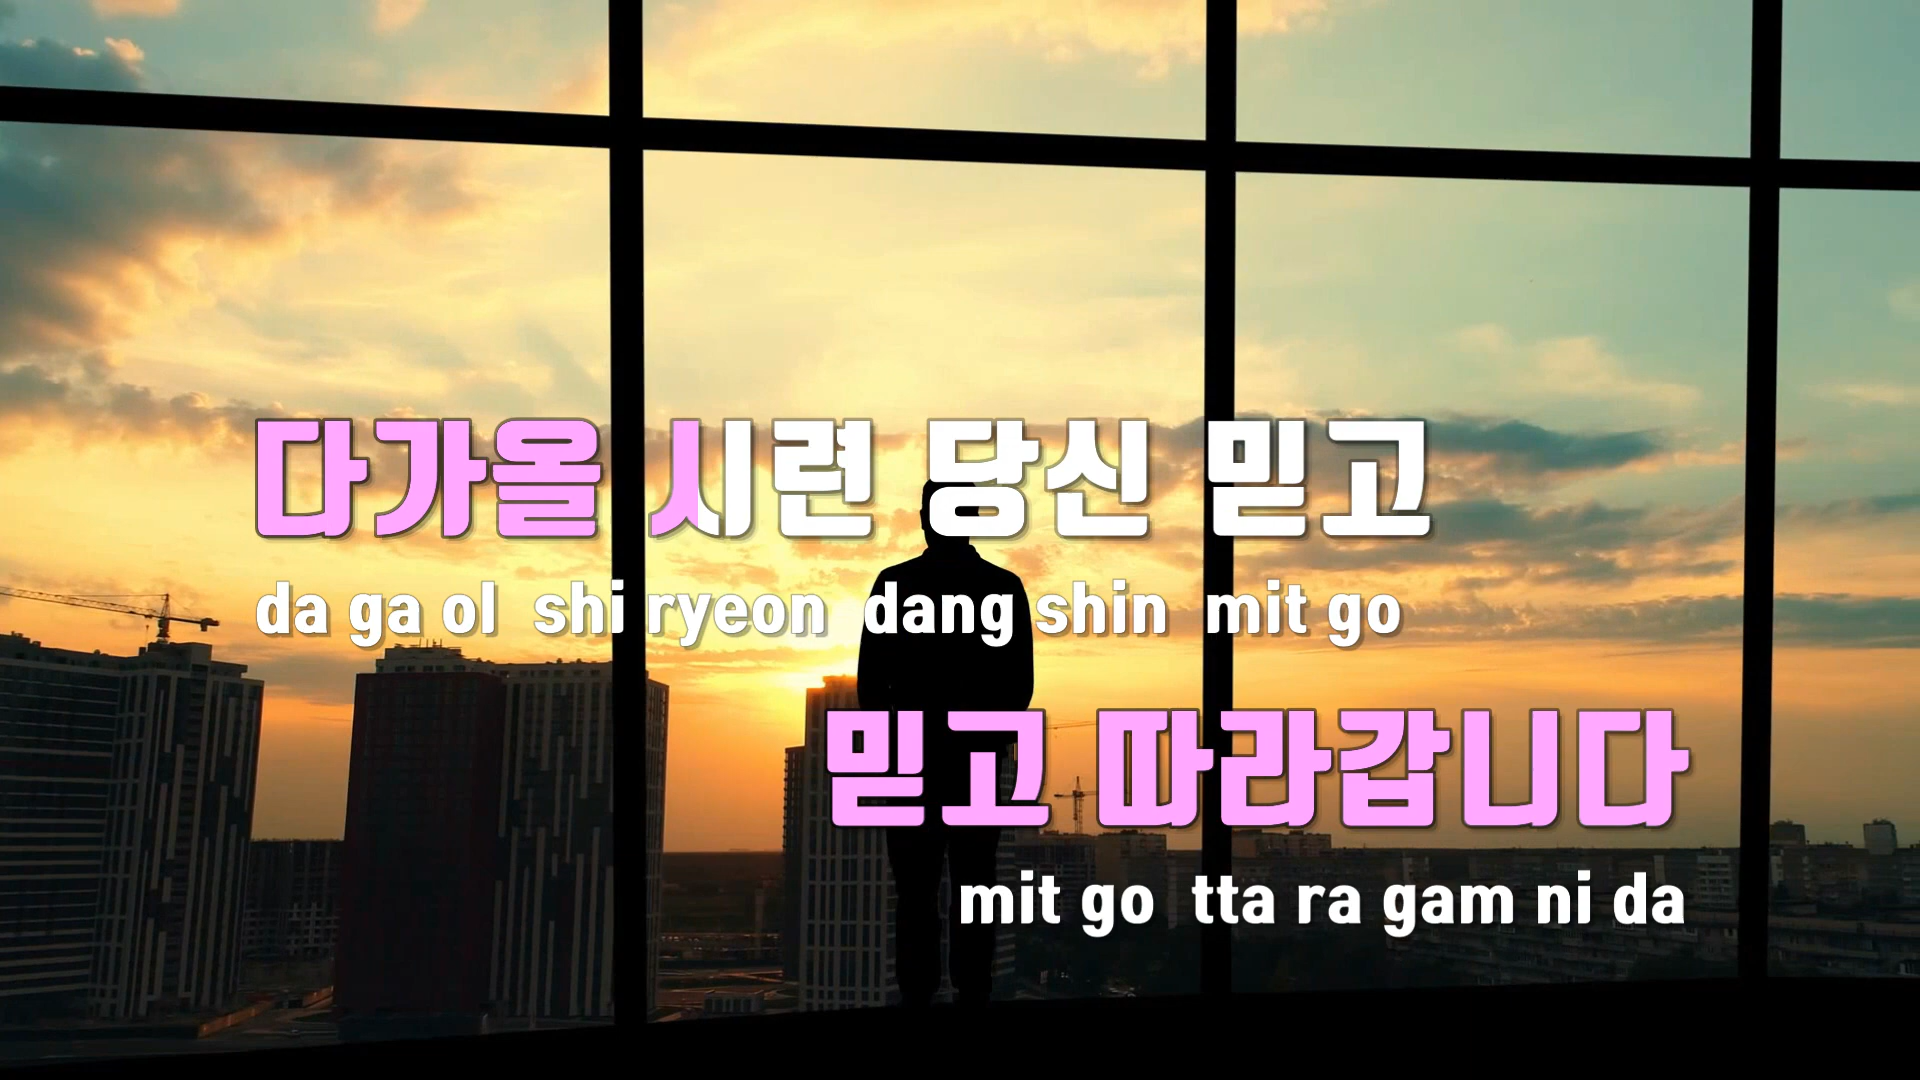 다가올 시련 당신 믿고
da ga ol shi ryeon dang shin mit go
믿고 따라갑니다
mit go tta ra gam ni da